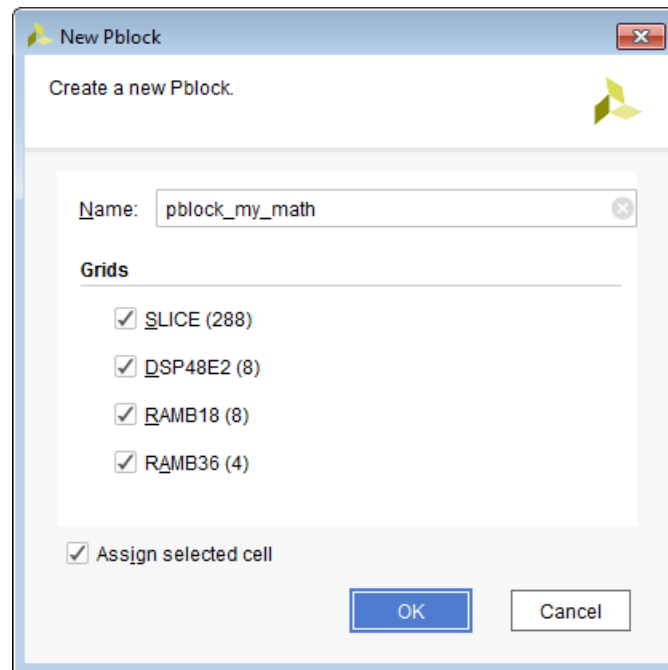 New Pblock
Create a new Pblock.
Name: pblock_my_math
Grids
SLICE (288)
DSP48E2 (8)
RAMB18 (8)
RAMB36 (4)
Assign selected cell
OK Cancel